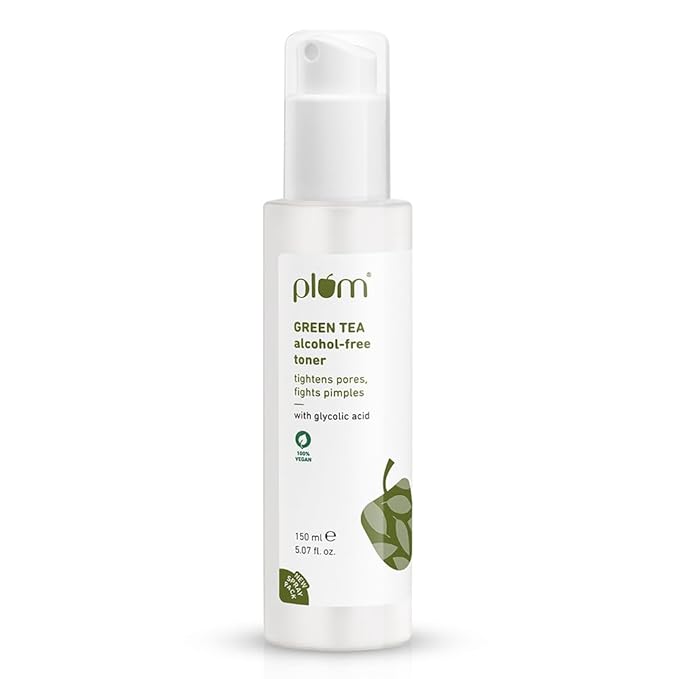 plum®
GREEN TEA
alcohol-free
toner
tightens pores,
fights pimples
with glycolic acid
100%
VEGAN
150 ml ℮
5.07 fl. oz.
NEW
SPRAY
PACK